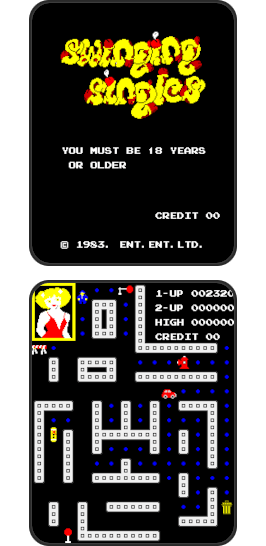 swinging
singles
YOU MUST BE 18 YEARS
OR OLDER
CREDIT 00
© 1983. ENT.ENT.LTD.
1-UP 002320
2-UP 000000
HIGH 000000
CREDIT 00